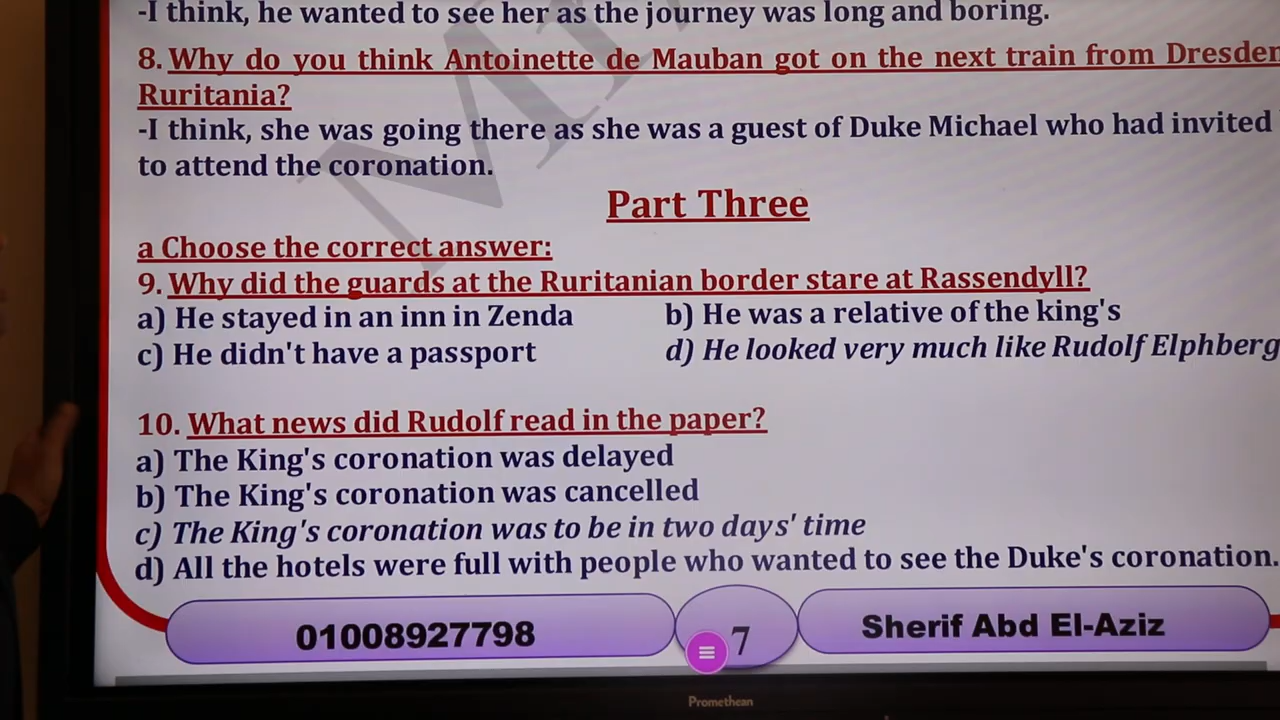 -I think, he wanted to see her as the journey was long and boring.
8. Why do you think Antoinette de Mauban got on the next train from Dresden
Ruritania?
-I think, she was going there as she was a guest of Duke Michael who had invited
to attend the coronation.
Part Three
a Choose the correct answer:
9. Why did the guards at the Ruritanian border stare at Rassendyll?
a) He stayed in an inn in Zenda b) He was a relative of the king's
c) He didn't have a passport d) He looked very much like Rudolf Elphberg
10. What news did Rudolf read in the paper?
a) The King's coronation was delayed
b) The King's coronation was cancelled
c) The King's coronation was to be in two days' time
d) All the hotels were full with people who wanted to see the Duke's coronation.
01008927798 7 Sherif Abd El-Aziz
Promethean